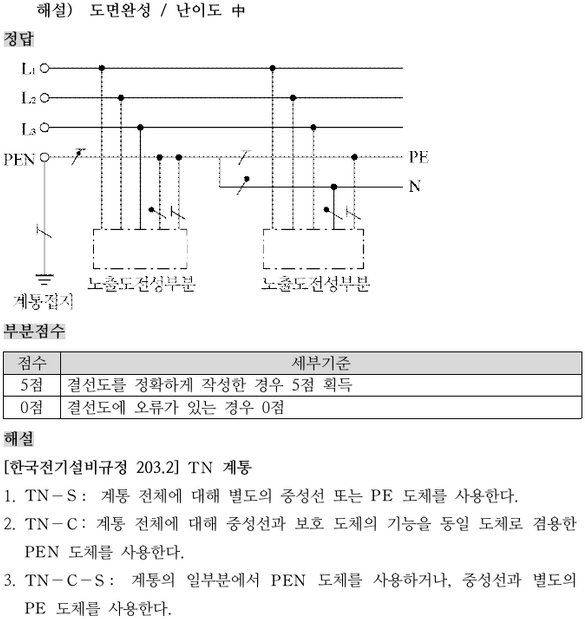 해설) 도면완성 / 난이도 中
정답
L1
L2
L3
PEN
PE
N
노출도전성부분 노출도전성부분
계통접지
부분점수
점수 세부기준
5점 결선도를 정확하게 작성한 경우 5점 획득
0점 결선도에 오류가 있는 경우 0점
해설
[한국전기설비규정 203.2] TN 계통
1. TN-S : 계통 전체에 대해 별도의 중성선 또는 PE 도체를 사용한다.
2. TN-C : 계통 전체에 대해 중성선과 보호 도체의 기능을 동일 도체로 겸용한
PEN 도체를 사용한다.
3. TN-C-S : 계통의 일부분에서 PEN 도체를 사용하거나, 중성선과 별도의
PE 도체를 사용한다.